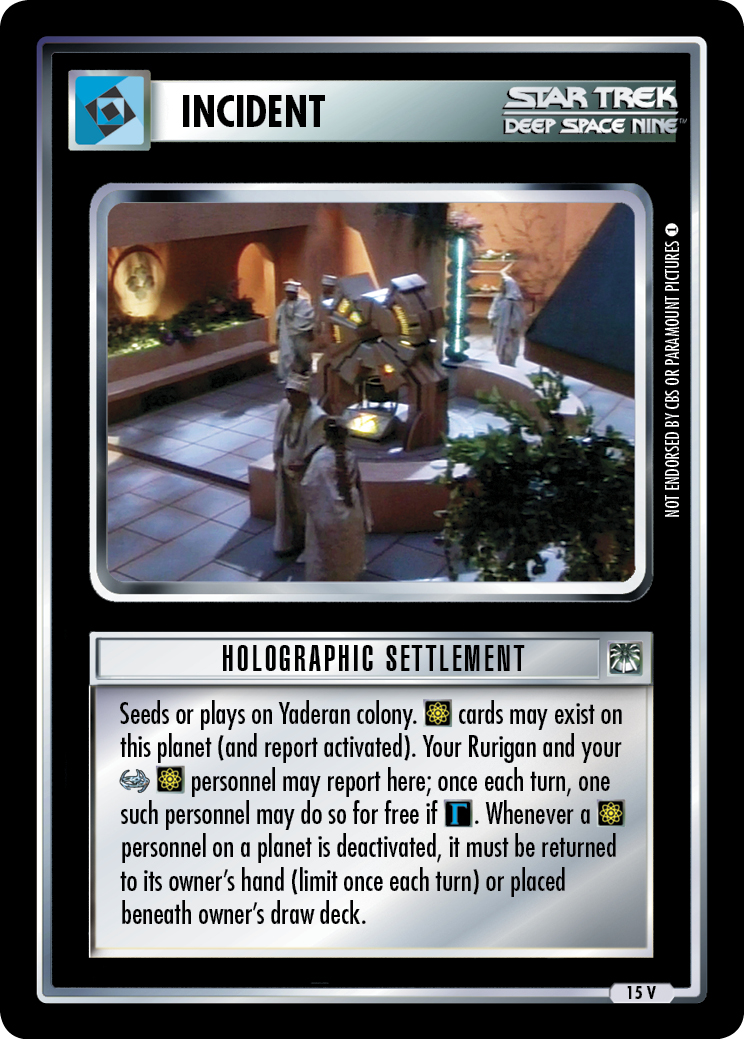 INCIDENT
STAR TREK
DEEP SPACE NINE™
NOT ENDORSED BY CBS OR PARAMOUNT PICTURES 1
HOLOGRAPHIC SETTLEMENT
Seeds or plays on Yaderan colony. cards may exist on
this planet (and report activated). Your Rurigan and your
personnel may report here; once each turn, one
such personnel may do so for free if Γ. Whenever a
personnel on a planet is deactivated, it must be returned
to its owner's hand (limit once each turn) or placed
beneath owner's draw deck.
15 V